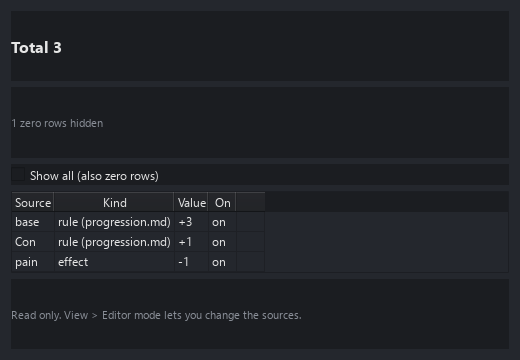 Total 3
1 zero rows hidden
Show all (also zero rows)
Source Kind Value On
base rule (progression.md) +3 on
Con rule (progression.md) +1 on
pain effect -1 on
Read only. View > Editor mode lets you change the sources.